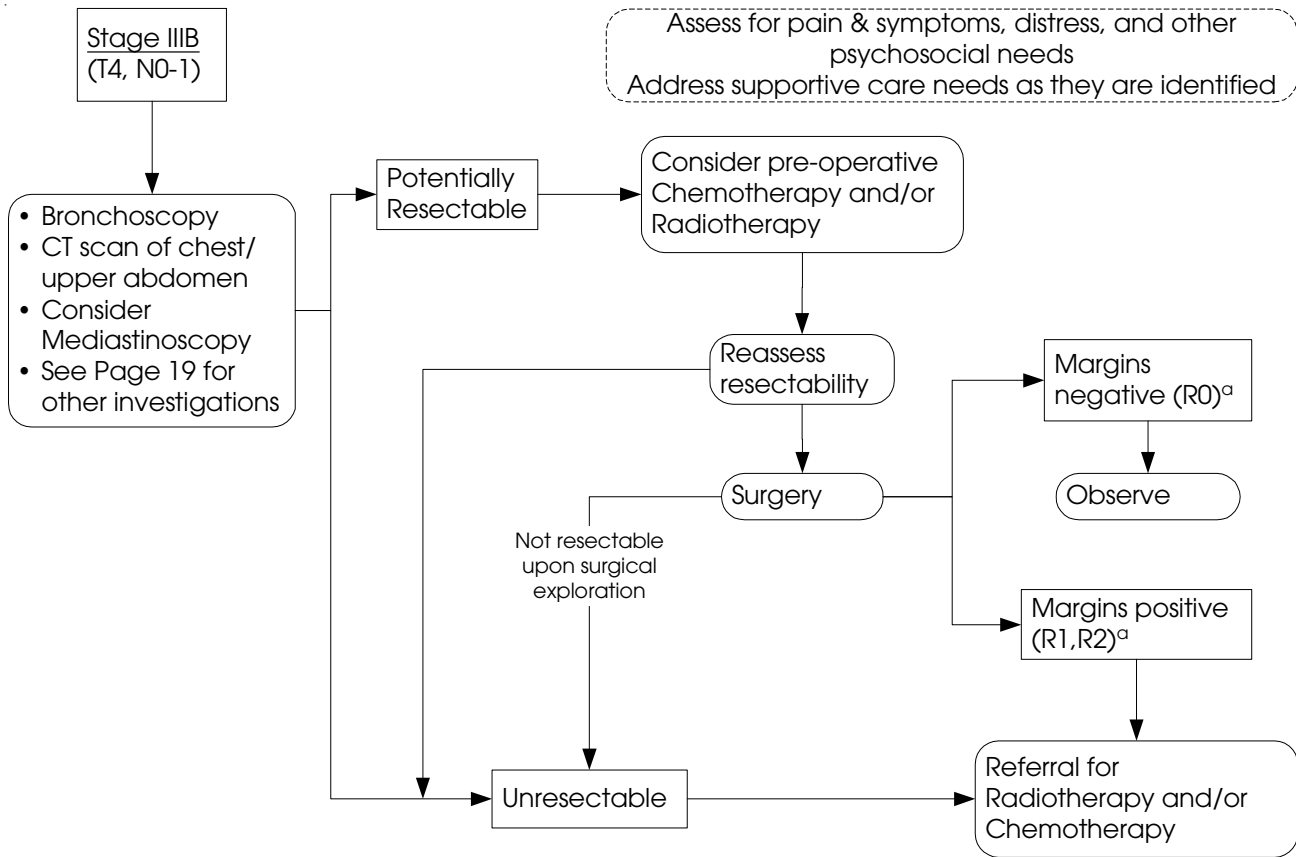 Stage IIIB
(T4, N0-1)
Assess for pain & symptoms, distress, and other
psychosocial needs
Address supportive care needs as they are identified
• Bronchoscopy
• CT scan of chest/
upper abdomen
• Consider
Mediastinoscopy
• See Page 19 for
other investigations
Potentially
Resectable
Consider pre-operative
Chemotherapy and/or
Radiotherapy
Reassess
resectability
Surgery
Margins
negative (R0)ᵃ
Observe
Not resectable
upon surgical
exploration
Margins positive
(R1,R2)ᵃ
Unresectable
Referral for
Radiotherapy and/or
Chemotherapy